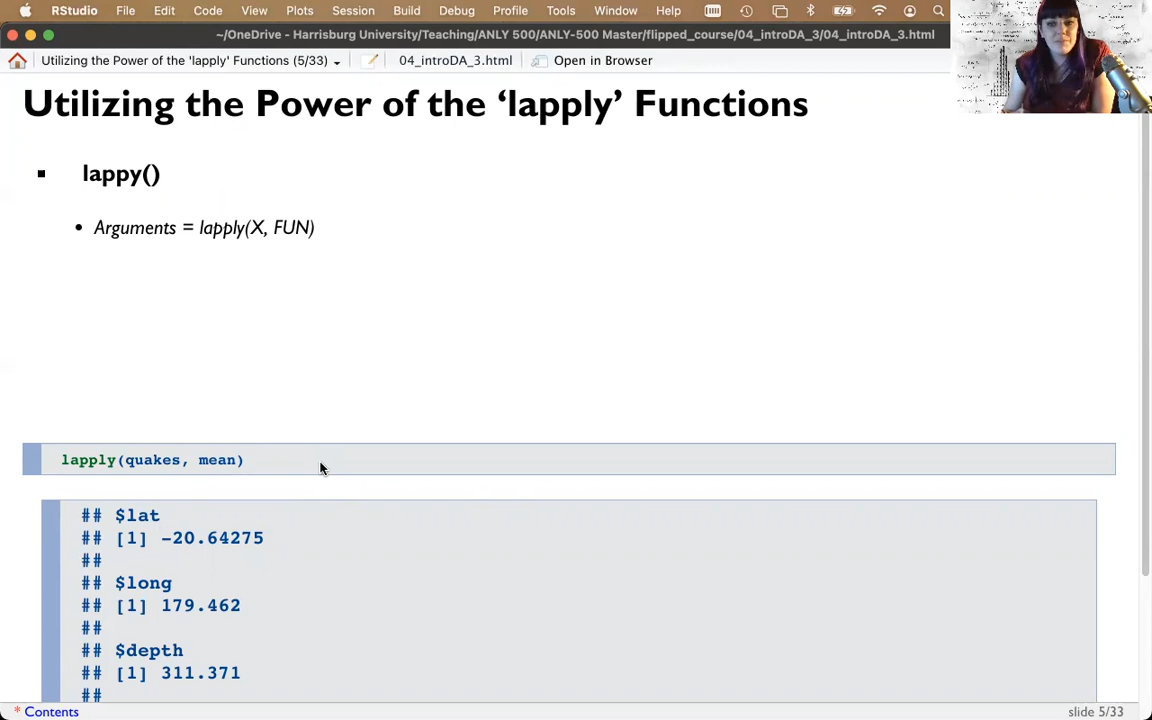 RStudio File Edit Code View Plots Session Build Debug Profile Tools Window Help
~/OneDrive - Harrisburg University/Teaching/ANLY 500/ANLY-500 Master/flipped_course/04_introDA_3/04_introDA_3.html
Utilizing the Power of the 'lapply' Functions (5/33) 04_introDA_3.html Open in Browser
Utilizing the Power of the ‘lapply’ Functions
▪ lappy()
• Arguments = lapply(X, FUN)
lapply(quakes, mean)
## $lat
## [1] -20.64275
##
## $long
## [1] 179.462
##
## $depth
## [1] 311.371
##
* Contents
slide 5/33